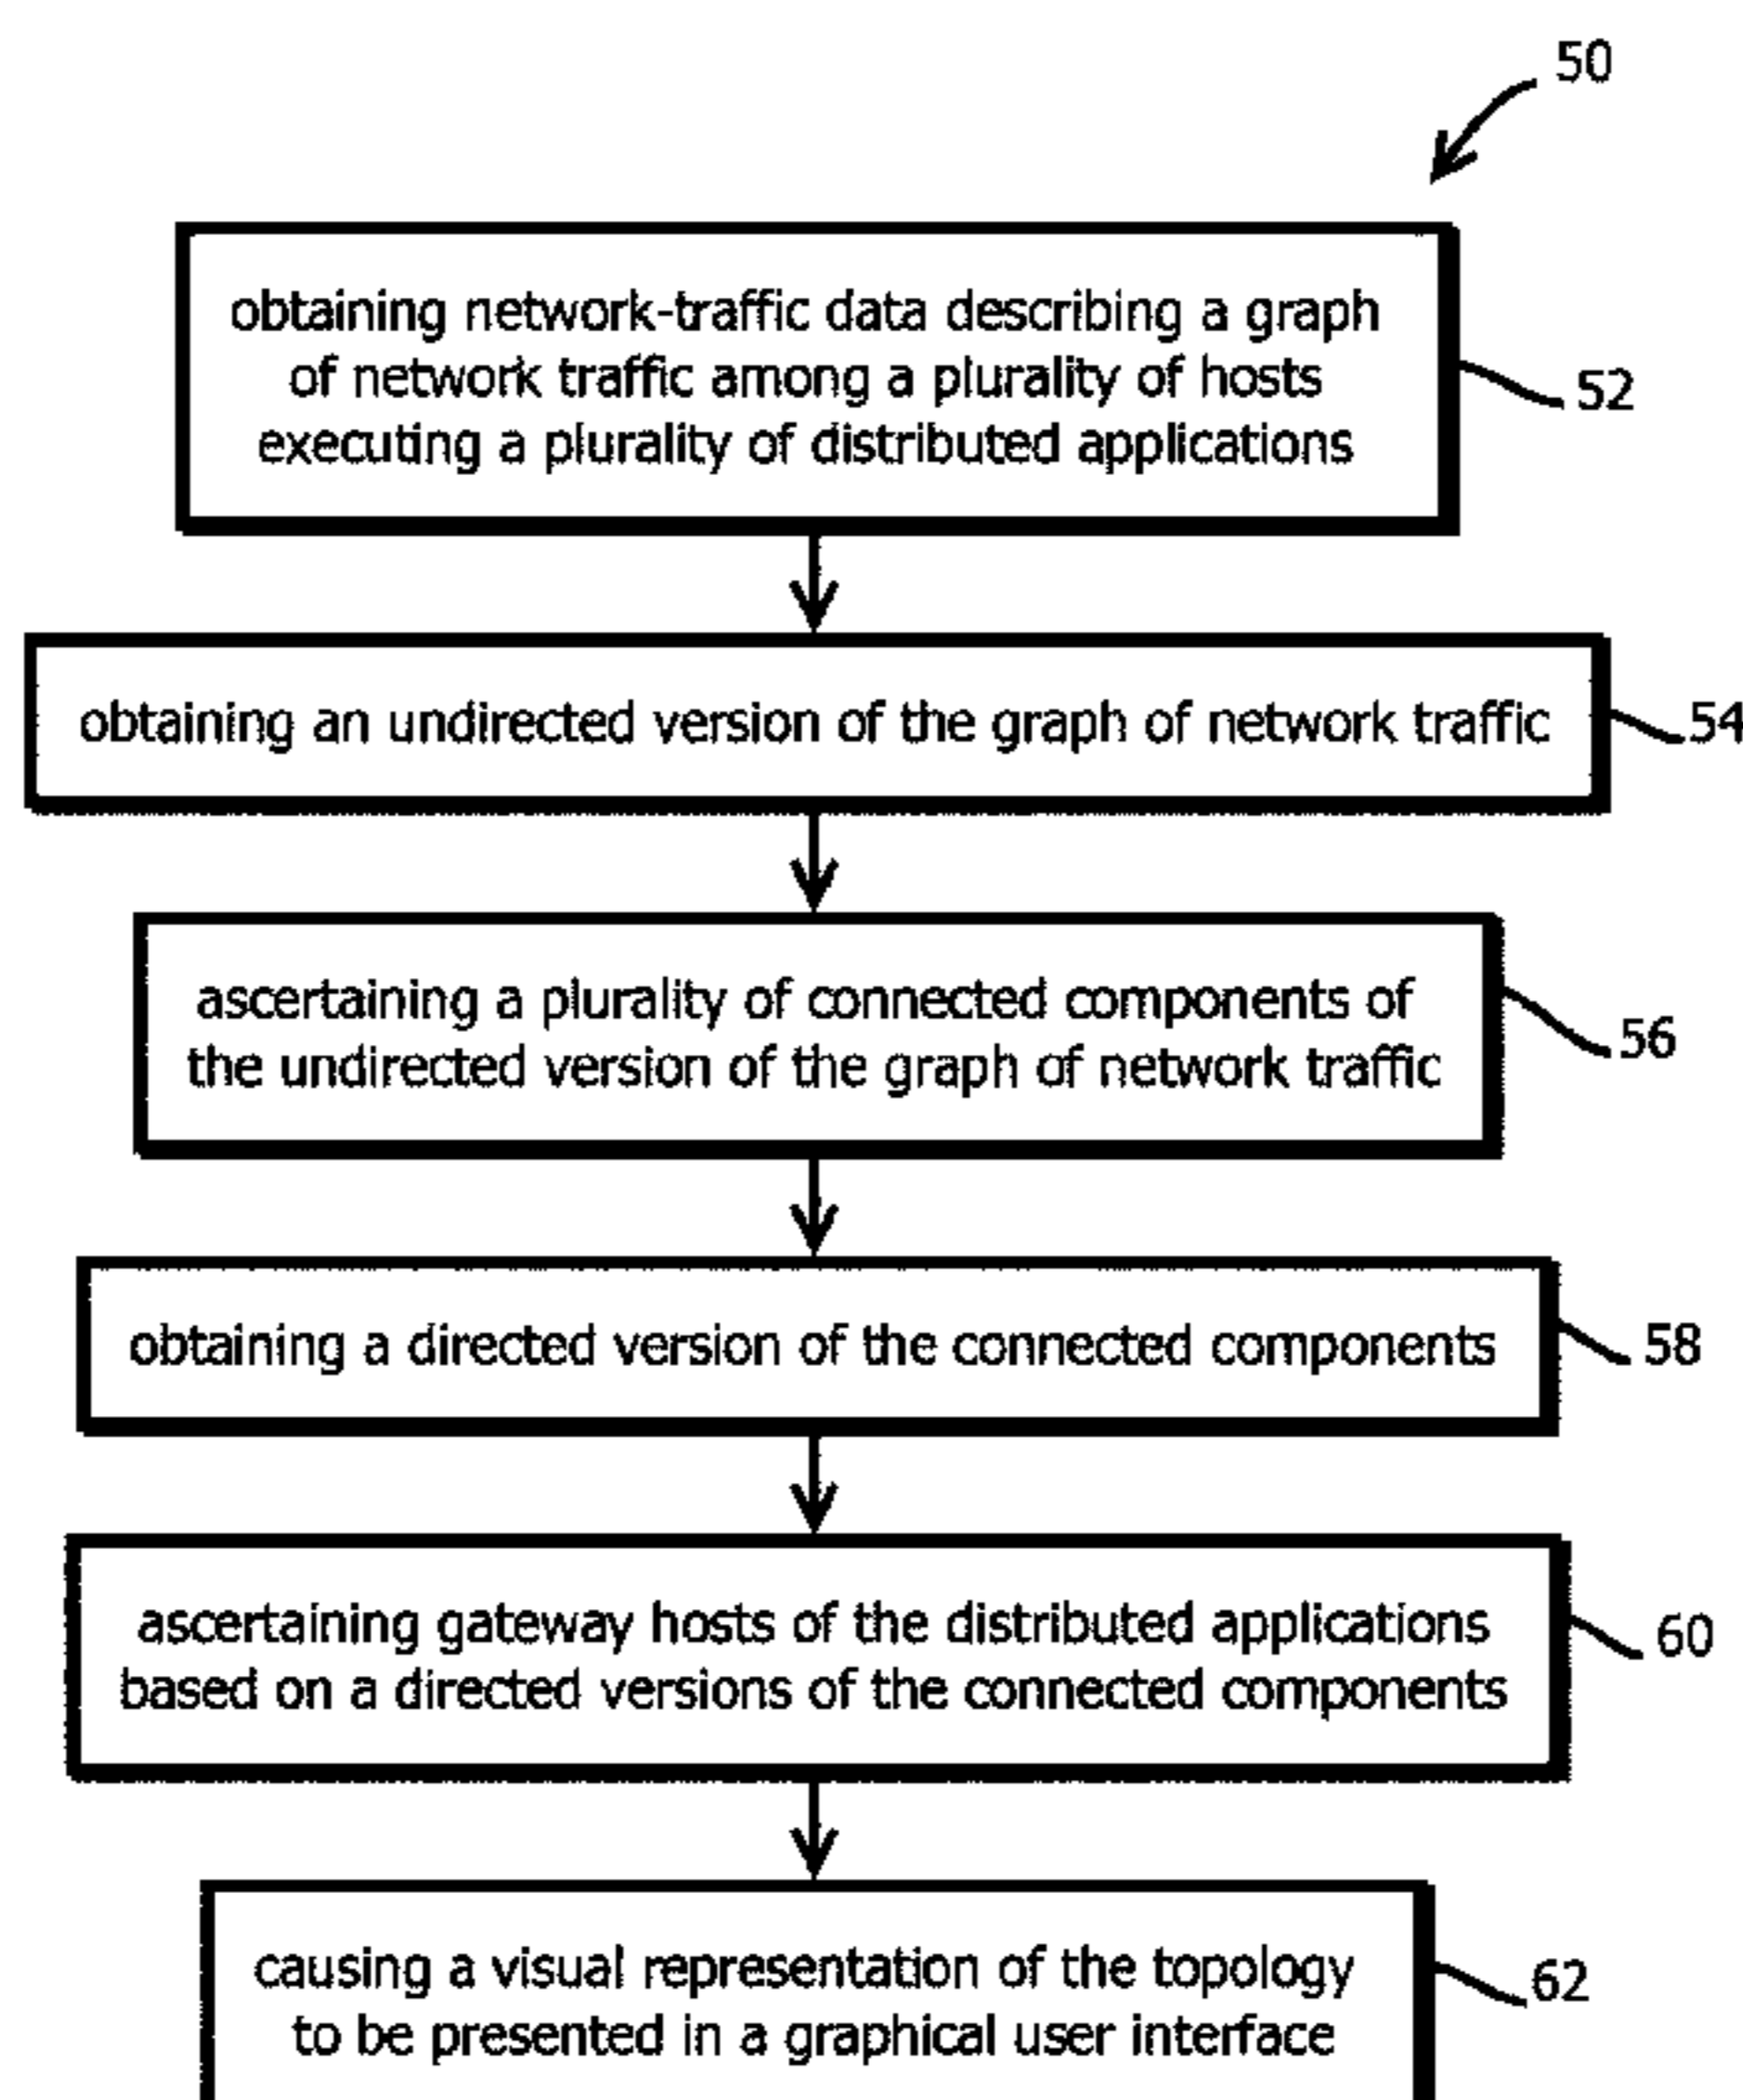 50
obtaining network-traffic data describing a graph
of network traffic among a plurality of hosts
executing a plurality of distributed applications
52
obtaining an undirected version of the graph of network traffic
54
ascertaining a plurality of connected components of
the undirected version of the graph of network traffic
56
obtaining a directed version of the connected components
58
ascertaining gateway hosts of the distributed applications
based on a directed versions of the connected components
60
causing a visual representation of the topology
to be presented in a graphical user interface
62